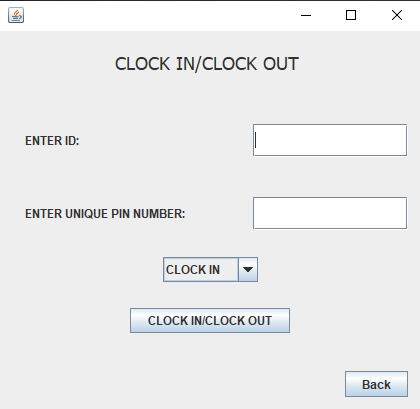 CLOCK IN/CLOCK OUT
ENTER ID:
ENTER UNIQUE PIN NUMBER:
CLOCK IN
CLOCK IN/CLOCK OUT
Back